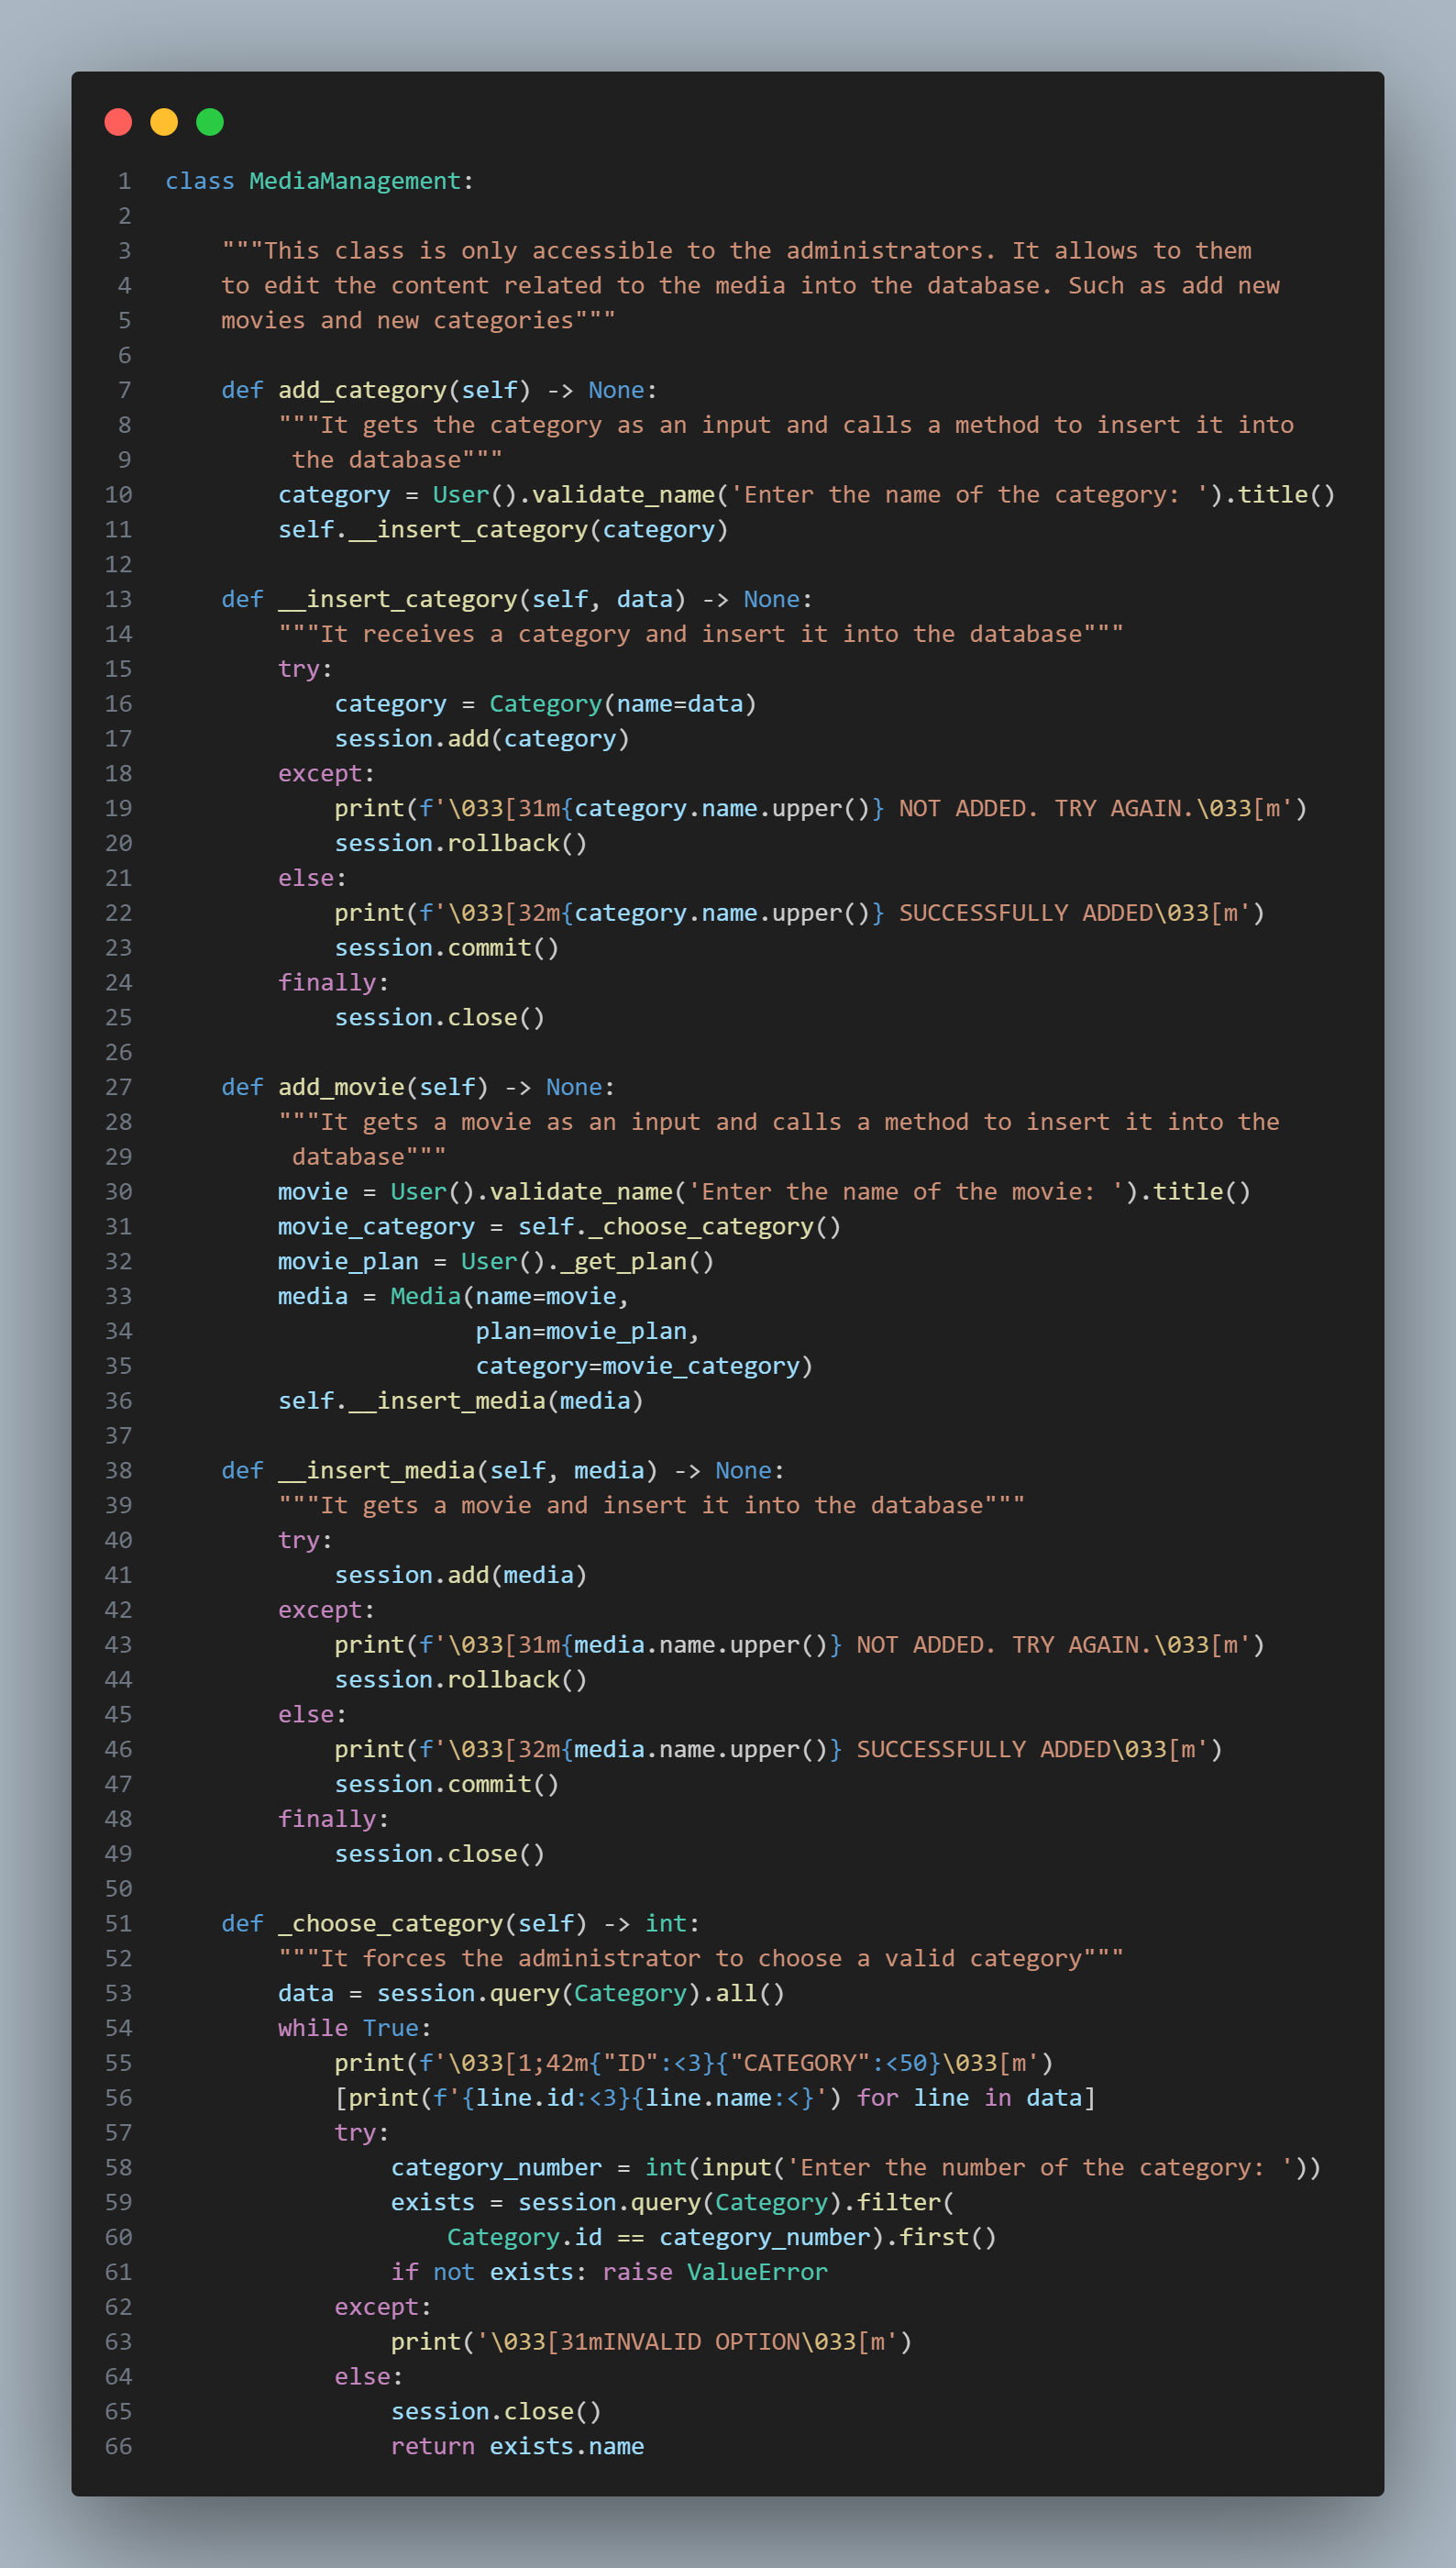 1 class MediaManagement:
2
3     """This class is only accessible to the administrators. It allows to them
4     to edit the content related to the media into the database. Such as add new
5     movies and new categories"""
6
7     def add_category(self) -> None:
8         """It gets the category as an input and calls a method to insert it into
9          the database"""
10         category = User().validate_name('Enter the name of the category: ').title()
11         self.__insert_category(category)
12
13     def __insert_category(self, data) -> None:
14         """It receives a category and insert it into the database"""
15         try:
16             category = Category(name=data)
17             session.add(category)
18         except:
19             print(f'\033[31m{category.name.upper()} NOT ADDED. TRY AGAIN.\033[m')
20             session.rollback()
21         else:
22             print(f'\033[32m{category.name.upper()} SUCCESSFULLY ADDED\033[m')
23             session.commit()
24         finally:
25             session.close()
26
27     def add_movie(self) -> None:
28         """It gets a movie as an input and calls a method to insert it into the
29          database"""
30         movie = User().validate_name('Enter the name of the movie: ').title()
31         movie_category = self._choose_category()
32         movie_plan = User()._get_plan()
33         media = Media(name=movie,
34                       plan=movie_plan,
35                       category=movie_category)
36         self.__insert_media(media)
37
38     def __insert_media(self, media) -> None:
39         """It gets a movie and insert it into the database"""
40         try:
41             session.add(media)
42         except:
43             print(f'\033[31m{media.name.upper()} NOT ADDED. TRY AGAIN.\033[m')
44             session.rollback()
45         else:
46             print(f'\033[32m{media.name.upper()} SUCCESSFULLY ADDED\033[m')
47             session.commit()
48         finally:
49             session.close()
50
51     def _choose_category(self) -> int:
52         """It forces the administrator to choose a valid category"""
53         data = session.query(Category).all()
54         while True:
55             print(f'\033[1;42m{"ID":<3}{"CATEGORY":<50}\033[m')
56             [print(f'{line.id:<3}{line.name:<}') for line in data]
57             try:
58                 category_number = int(input('Enter the number of the category: '))
59                 exists = session.query(Category).filter(
60                     Category.id == category_number).first()
61                 if not exists: raise ValueError
62             except:
63                 print('\033[31mINVALID OPTION\033[m')
64             else:
65                 session.close()
66                 return exists.name